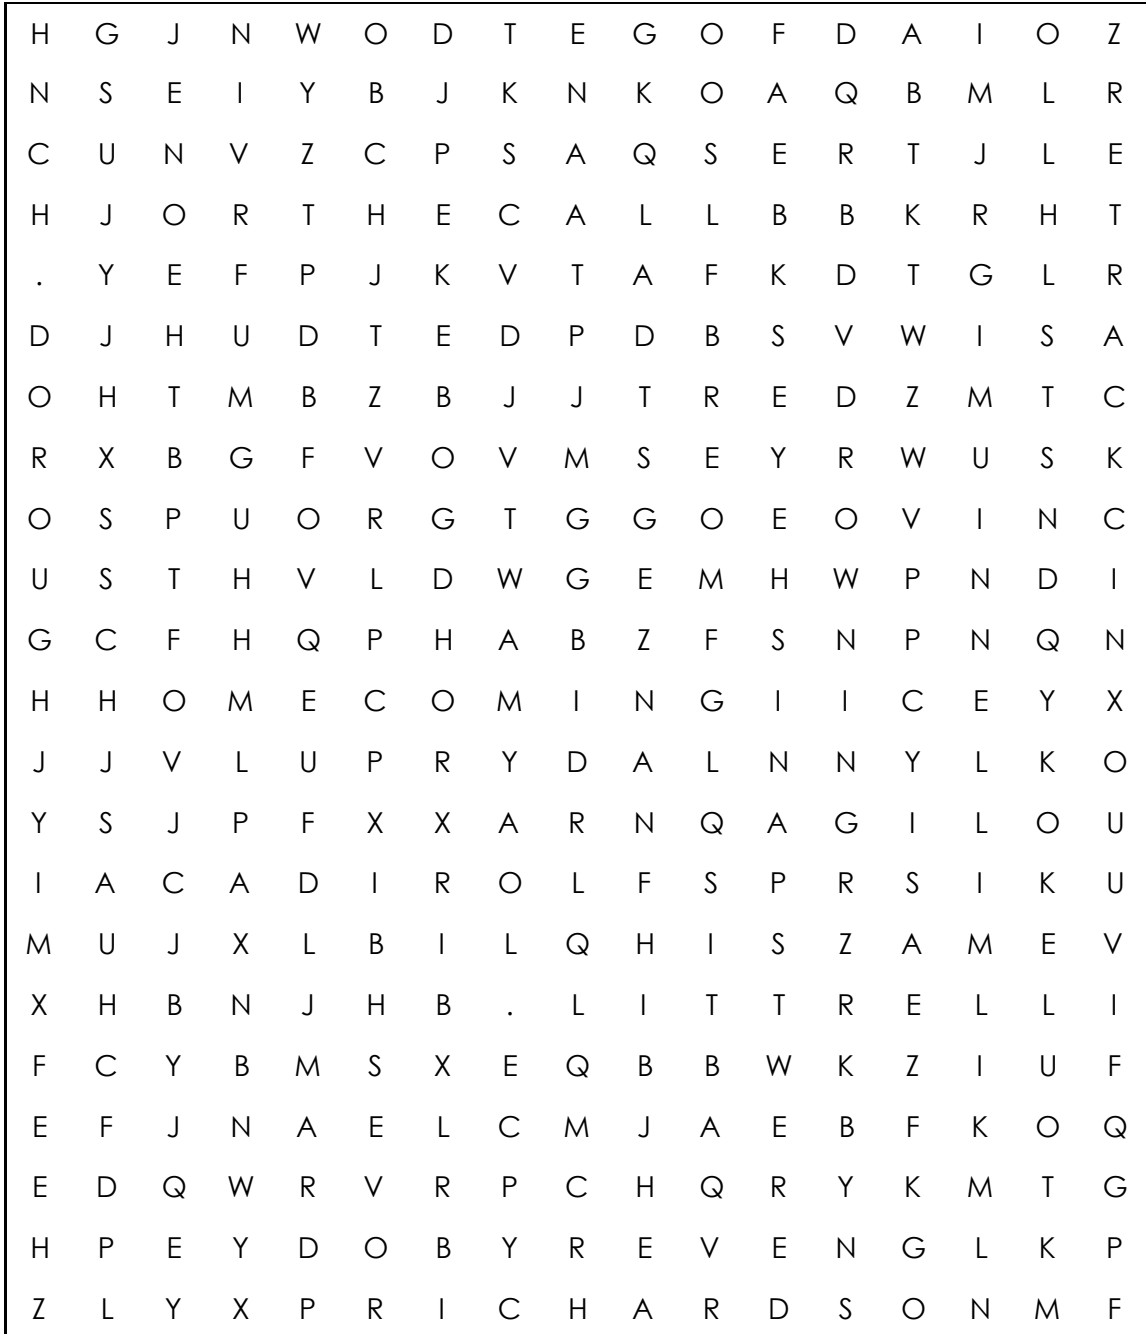 H G J N W O D T E G O F D A I O Z
N S E I Y B J K N K O A Q B M L R
C U N V Z C P S A Q S E R T J L E
H J O R T H E C A L L B B K R H T
. Y E F P J K V T A F K D T G L R
D J H U D T E D P D B S V W I S A
O H T M B Z B J J T R E D Z M T C
R X B G F V O V M S E Y R W U S K
O S P U O R G T G G O E O V I N C
U S T H V L D W G E M H W P N D I
G C F H Q P H A B Z F S N P N Q N
H H O M E C O M I N G I I C E Y X
J J V L U P R Y D A L N N Y L K O
Y S J P F X X A R N Q A G I L O U
I A C A D I R O L F S P R S I K U
M U J X L B I L Q H I S Z A M E V
X H B N J H B . L I T T R E L L I
F C Y B M S X E Q B B W K Z I U F
E F J N A E L C M J A E B F K O Q
E D Q W R V R P C H Q R Y K M T G
H P E Y D O B Y R E V E N G L K P
Z L Y X P R I C H A R D S O N M F